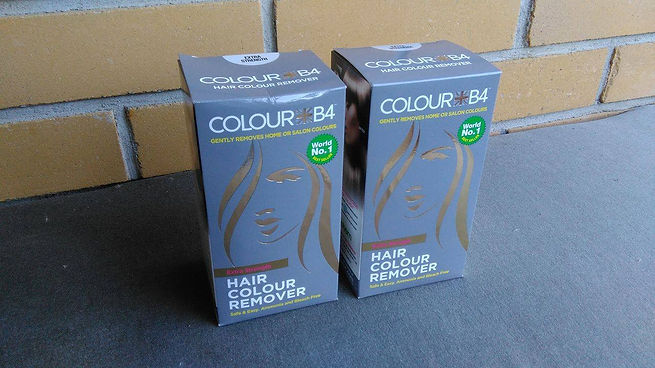 EXTRA
STRENGTH
COLOUR B4
HAIR COLOUR REMOVER
COLOUR B4
GENTLY REMOVES HOME OR SALON COLOURS
World
No.1
Extra Strength
HAIR
COLOUR
REMOVER
Safe & Easy. Ammonia and Bleach Free
COLOUR B4
HAIR COLOUR REMOVER
COLOUR B4
GENTLY REMOVES HOME OR SALON COLOURS
World
No.1
HAIR
COLOUR
REMOVER
Safe & Easy. Ammonia and Bleach Free